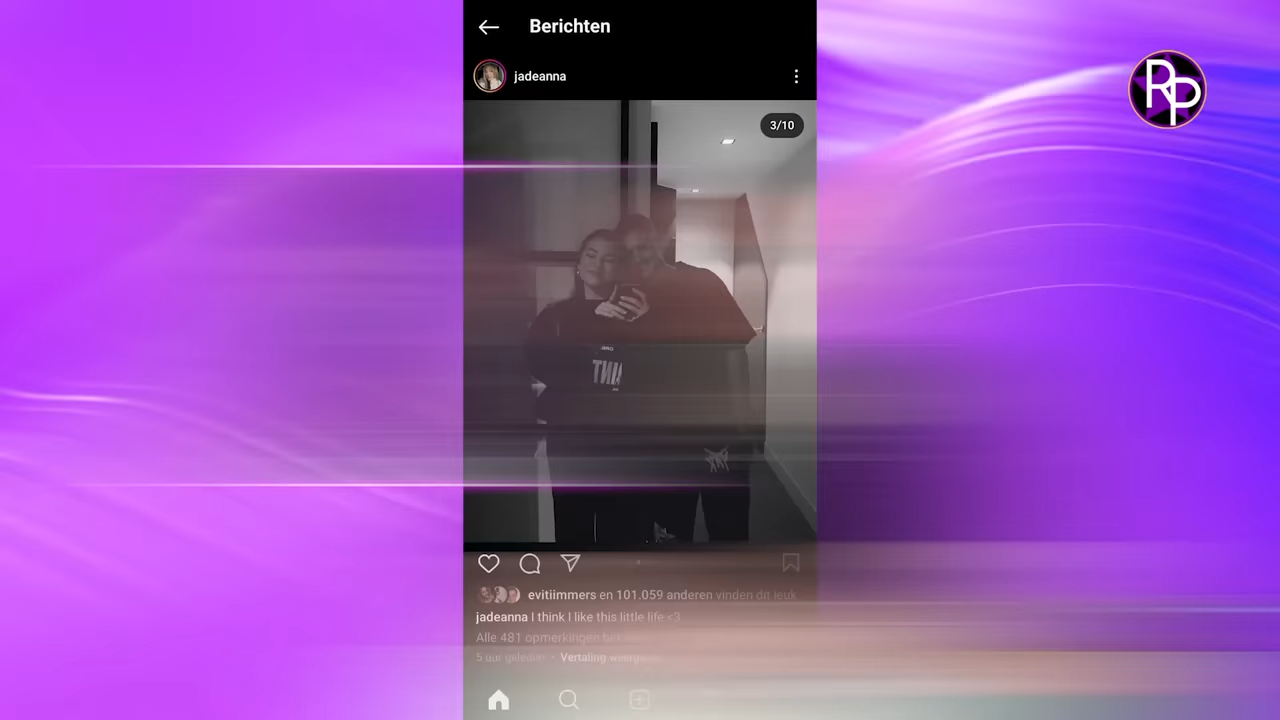 Berichten
RP
jadeanna
3/10
evitiimmers en 101.059 anderen vinden dit leuk
jadeanna I think I like this little life <3
Alle 481 opmerkingen
5 uur geleden · Vertaling